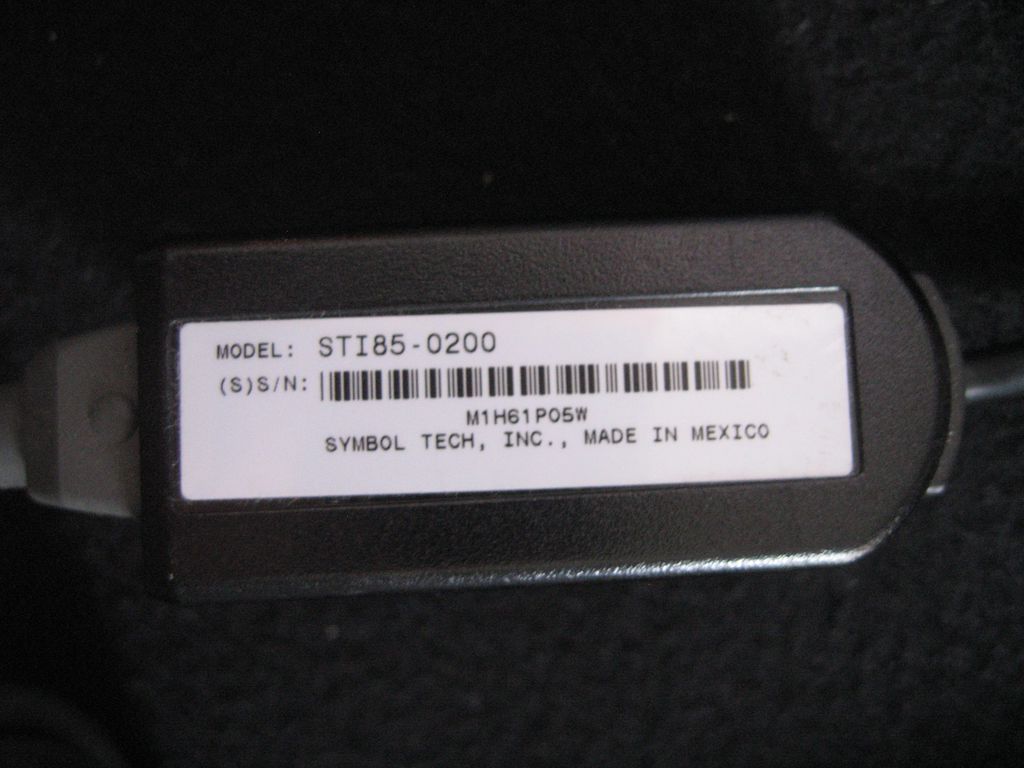 MODEL: STI85-0200
(S)S/N:
M1H61P05W
SYMBOL TECH, INC., MADE IN MEXICO